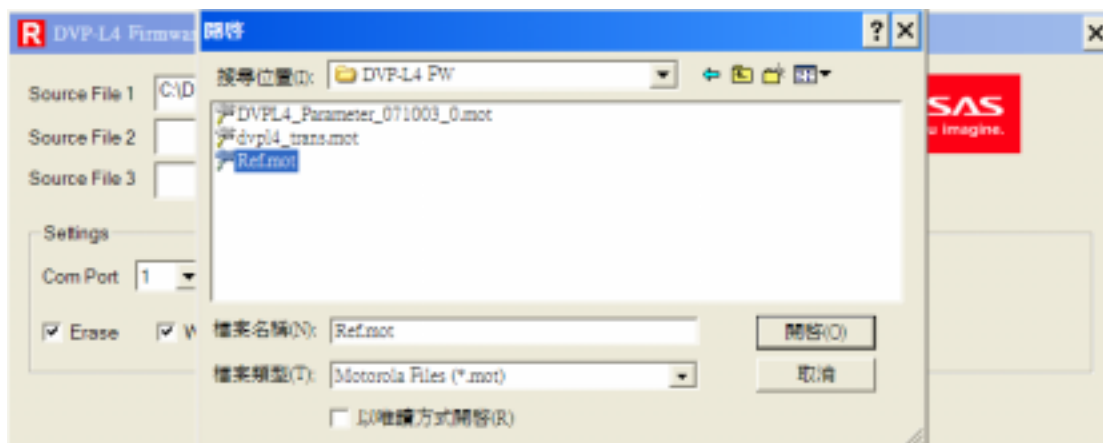 R DVP-L4 Firmwa
開啓
Source File 1 C:\D
Source File 2
Source File 3
Settings
Com Port 1
Erase W
搜尋位置(I): DVP-L4 FW
DVPL4_Parameter_071003_0.mot
dvpl4_trans.mot
Ref.mot
檔案名稱(N): Ref.mot
開啓(O)
檔案類型(T): Motorola Files (*.mot)
取消
以唯讀方式開啓(R)
SAS
u imagine.